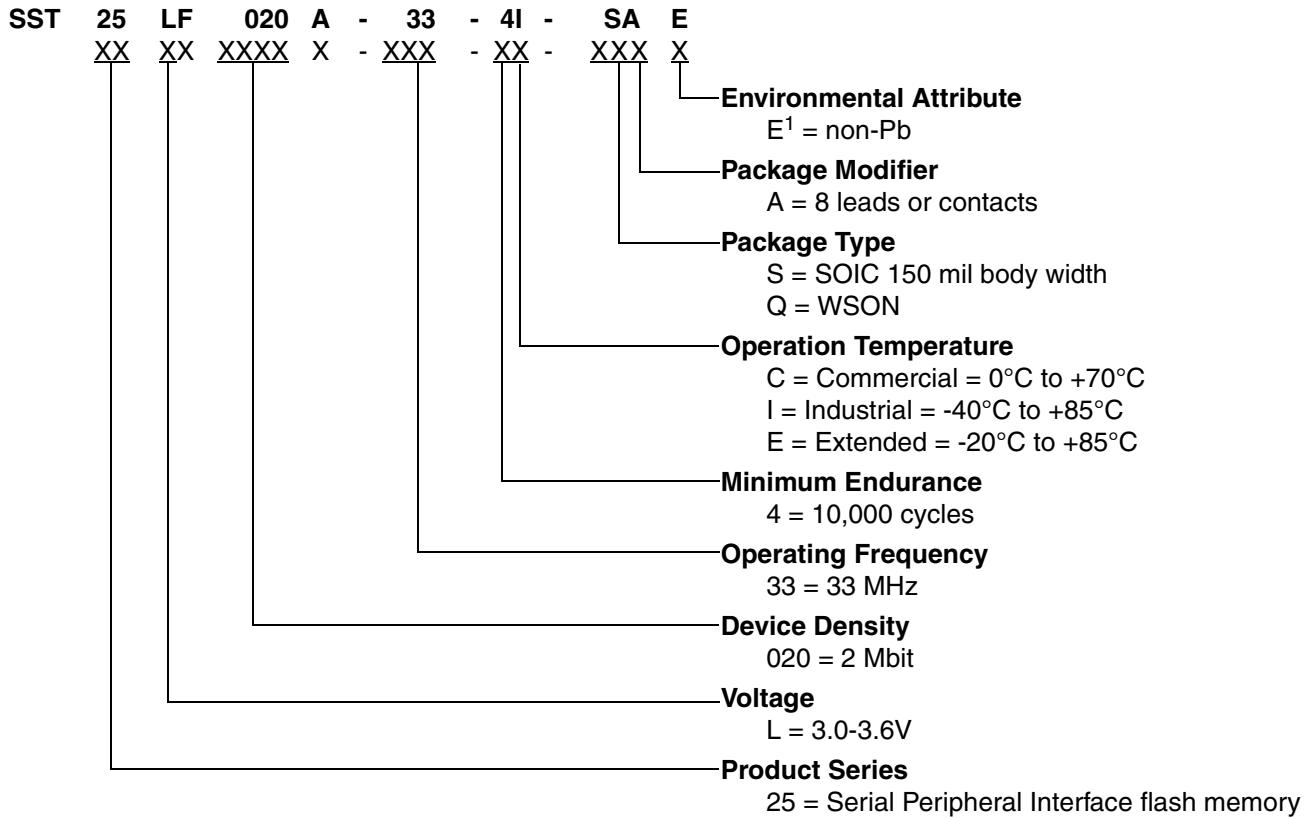 SST 25 LF 020 A - 33 - 4I - SA E
XX XX XXXX X - XXX - XX - XXX X
Environmental Attribute
E1 = non-Pb
Package Modifier
A = 8 leads or contacts
Package Type
S = SOIC 150 mil body width
Q = WSON
Operation Temperature
C = Commercial = 0°C to +70°C
I = Industrial = -40°C to +85°C
E = Extended = -20°C to +85°C
Minimum Endurance
4 = 10,000 cycles
Operating Frequency
33 = 33 MHz
Device Density
020 = 2 Mbit
Voltage
L = 3.0-3.6V
Product Series
25 = Serial Peripheral Interface flash memory